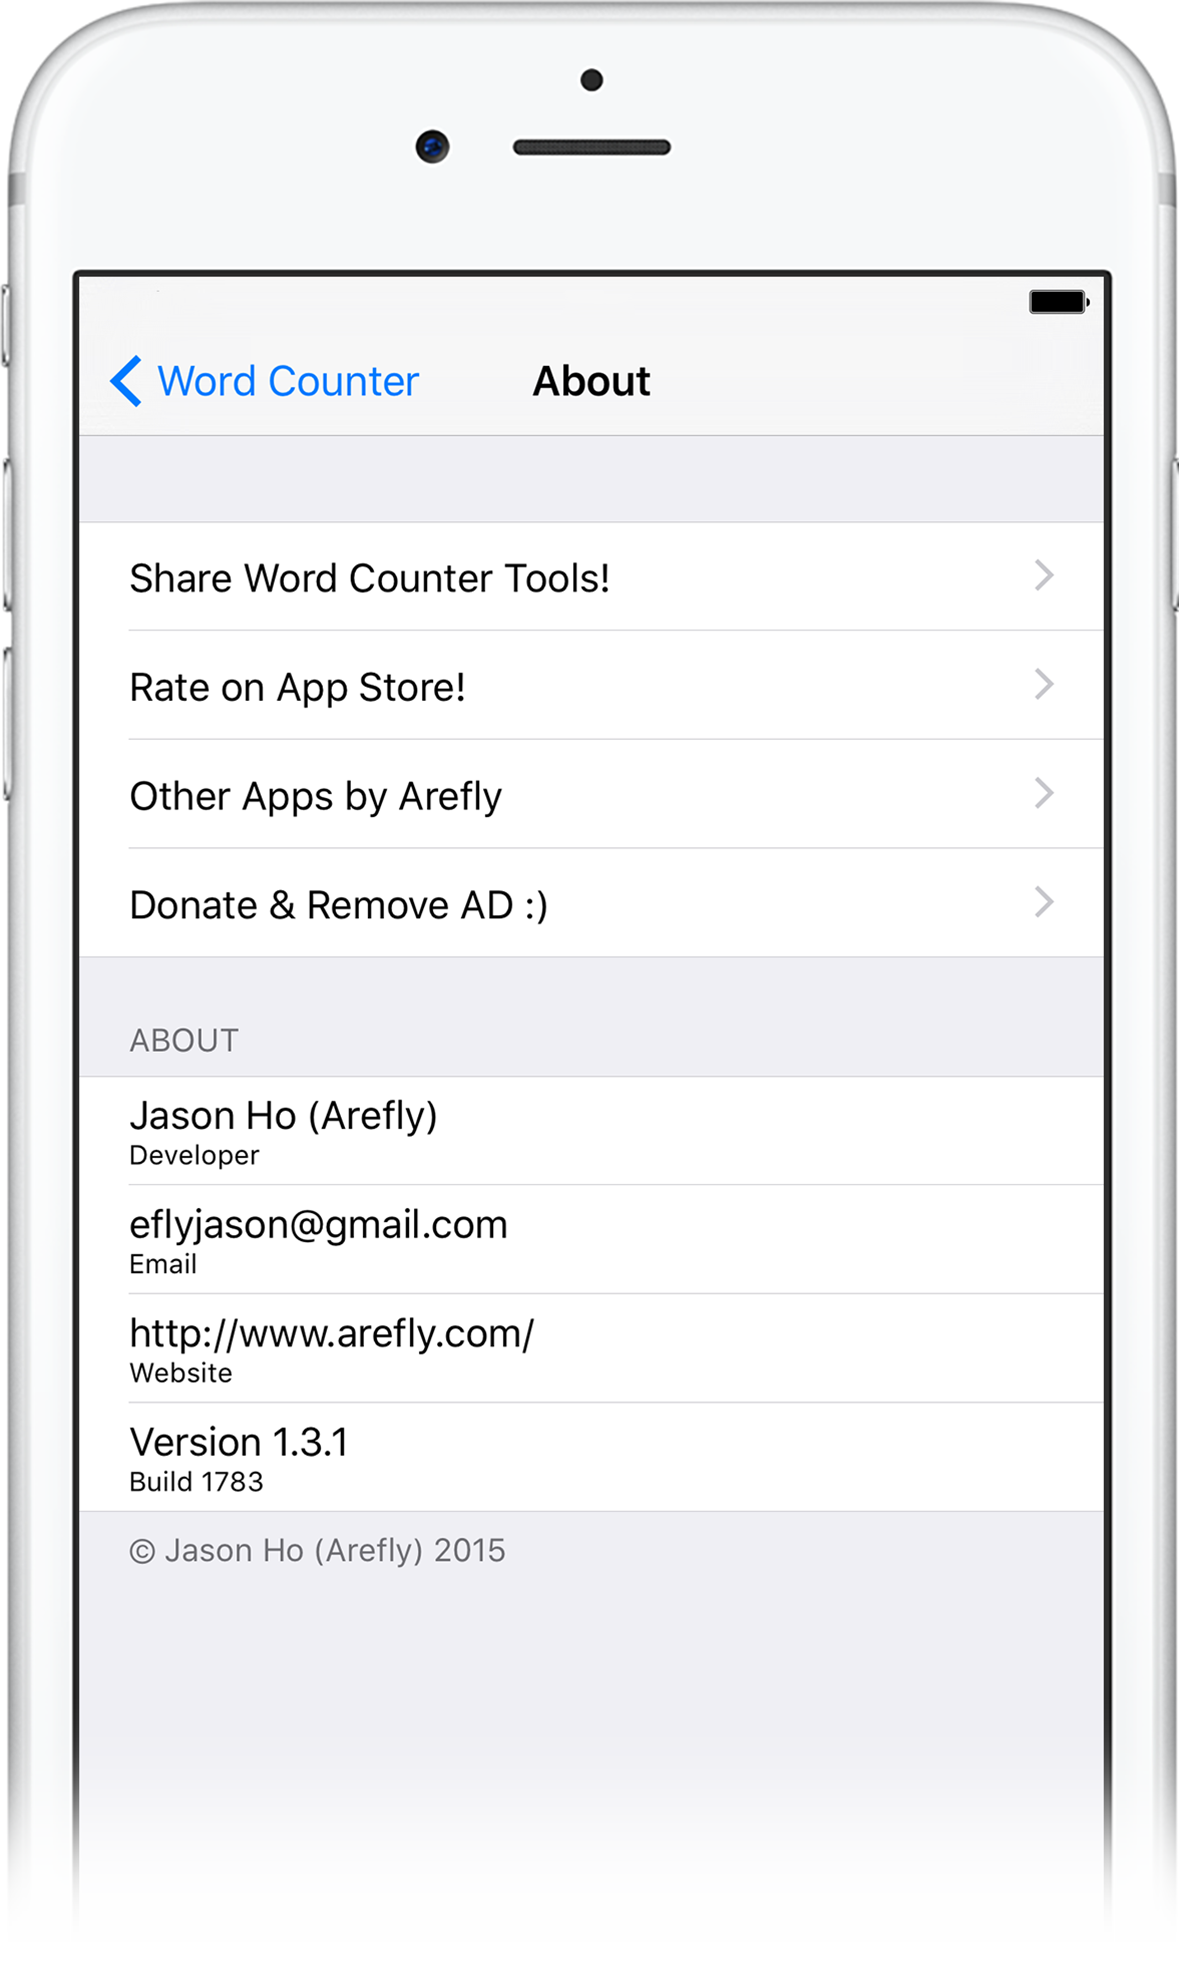 Word Counter
About
Share Word Counter Tools!
Rate on App Store!
Other Apps by Arefly
Donate & Remove AD :)
ABOUT
Jason Ho (Arefly)
Developer
eflyjason@gmail.com
Email
http://www.arefly.com/
Website
Version 1.3.1
Build 1783
© Jason Ho (Arefly) 2015